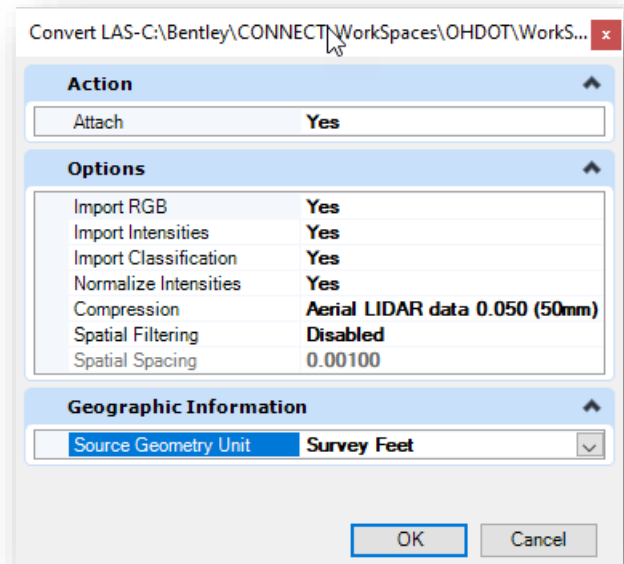 Convert LAS-C:\Bentley\CONNECT\WorkSpaces\OHDOT\WorkS... x
Action
Attach Yes
Options
Import RGB Yes
Import Intensities Yes
Import Classification Yes
Normalize Intensities Yes
Compression Aerial LIDAR data 0.050 (50mm)
Spatial Filtering Disabled
Spatial Spacing 0.00100
Geographic Information
Source Geometry Unit Survey Feet
OK Cancel